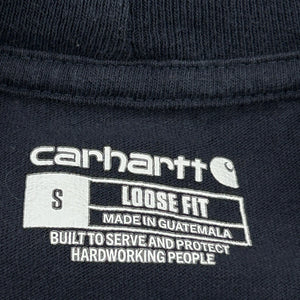 carhartt
S LOOSE FIT
MADE IN GUATEMALA
BUILT TO SERVE AND PROTECT
HARDWORKING PEOPLE